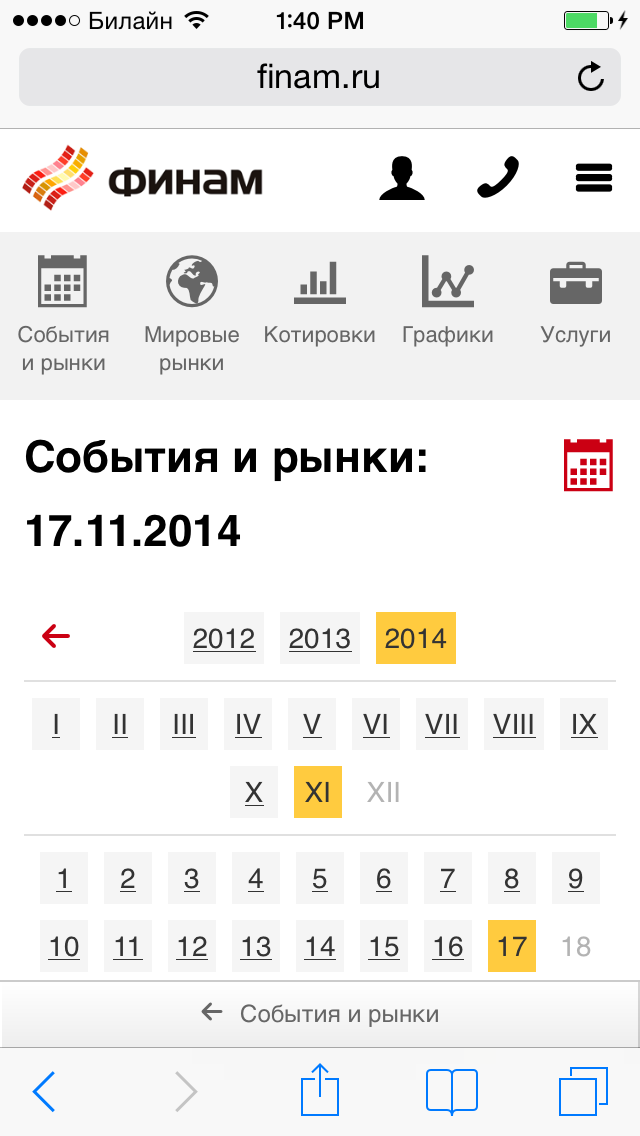 Билайн 1:40 PM
finam.ru
ФИНАМ
События и рынки
Мировые рынки
Котировки
Графики
Услуги
События и рынки:
17.11.2014
2012 2013 2014
I II III IV V VI VII VIII IX
X XI XII
1 2 3 4 5 6 7 8 9
10 11 12 13 14 15 16 17 18
События и рынки